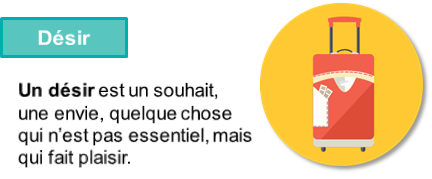 Désir
Un désir est un souhait,
une envie, quelque chose
qui n’est pas essentiel, mais
qui fait plaisir.